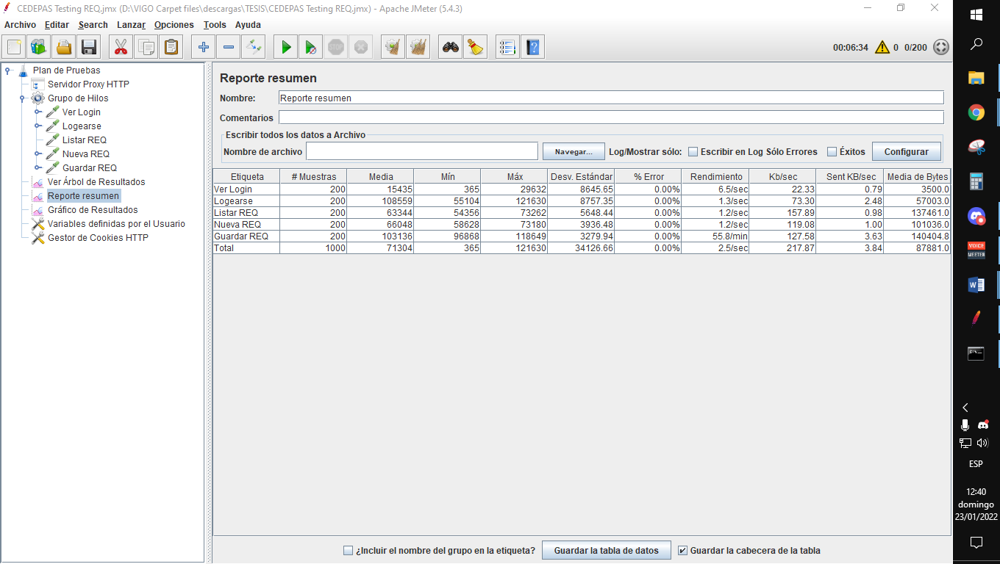 CEDEPAS Testing REQ.jmx (D:\VIGO Carpet files\descargas\TESIS\CEDEPAS Testing REQ.jmx) - Apache JMeter (5.4.3)
Archivo Editar Search Lanzar Opciones Tools Ayuda
STOP 00:06:34 0 0/200
Plan de Pruebas
Servidor Proxy HTTP
Grupo de Hilos
Ver Login
Logearse
Listar REQ
Nueva REQ
Guardar REQ
Ver Árbol de Resultados
Reporte resumen
Gráfico de Resultados
Variables definidas por el Usuario
Gestor de Cookies HTTP
Reporte resumen
Nombre: Reporte resumen
Comentarios
Escribir todos los datos a Archivo
Nombre de archivo Navegar... Log/Mostrar sólo: Escribir en Log Sólo Errores Éxitos Configurar
Etiqueta # Muestras Media Mín Máx Desv. Estándar % Error Rendimiento Kb/sec Sent KB/sec Media de Bytes
Ver Login 200 15435 365 29632 8645.65 0.00% 6.5/sec 22.33 0.79 3500.0
Logearse 200 108559 55104 121630 8757.35 0.00% 1.3/sec 73.30 2.48 57003.0
Listar REQ 200 63344 54356 73262 5648.44 0.00% 1.2/sec 157.89 0.98 137461.0
Nueva REQ 200 66048 58628 73180 3936.48 0.00% 1.2/sec 119.08 1.00 101036.0
Guardar REQ 200 103136 96868 118649 3279.94 0.00% 55.8/min 127.58 3.63 140404.8
Total 1000 71304 365 121630 34126.66 0.00% 2.5/sec 217.87 3.84 87881.0
¿Incluir el nombre del grupo en la etiqueta? Guardar la tabla de datos Guardar la cabecera de la tabla
VOICE
MEETER
W
ESP
12:40
domingo
23/01/2022